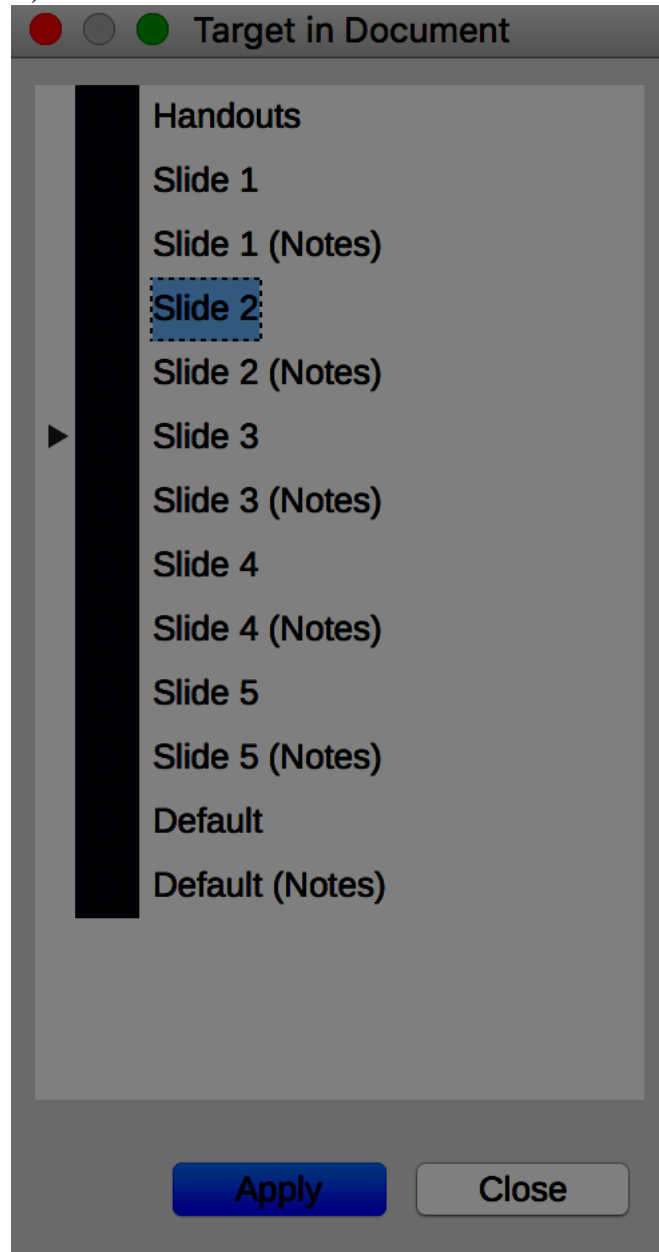 Target in Document
Handouts
Slide 1
Slide 1 (Notes)
Slide 2
Slide 2 (Notes)
Slide 3
Slide 3 (Notes)
Slide 4
Slide 4 (Notes)
Slide 5
Slide 5 (Notes)
Default
Default (Notes)
Apply Close